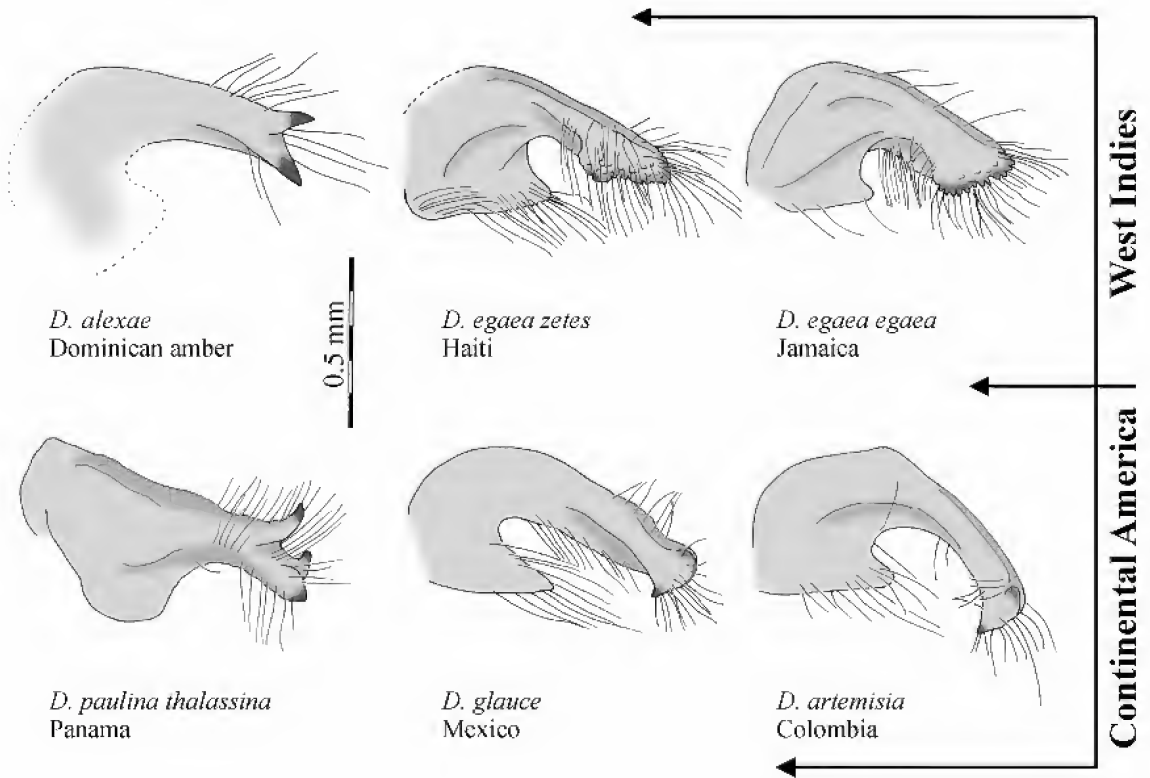 D. alexae
Dominican amber
0.5 mm
D. egaea zetes
Haiti
D. egaea egaea
Jamaica
West Indies
D. paulina thalassina
Panama
D. glauce
Mexico
D. artemisia
Colombia
Continental America